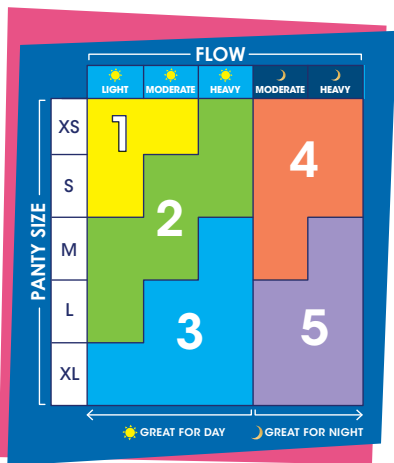 FLOW
LIGHT MODERATE HEAVY MODERATE HEAVY
PANTY SIZE
XS
S
M
L
XL
1
2
3
4
5
GREAT FOR DAY GREAT FOR NIGHT